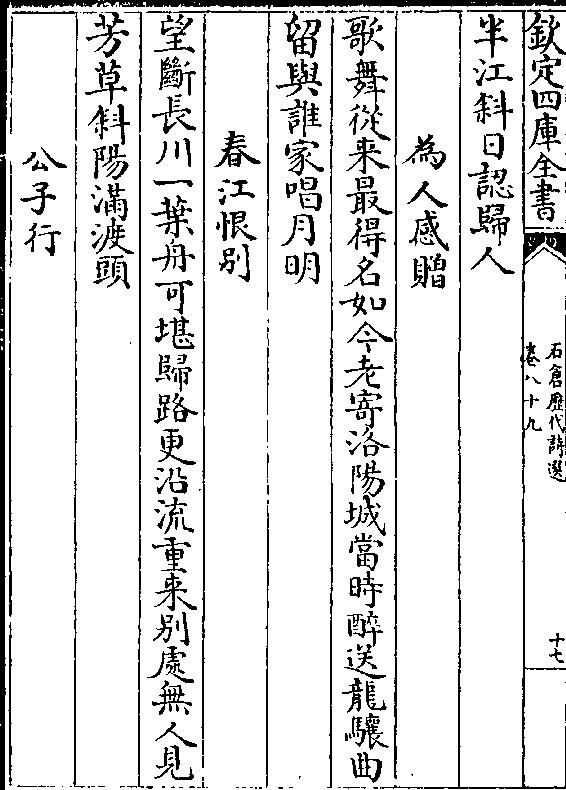 欽定四庫全書
石倉歷代詩選
卷八十九
十七
半江斜日認歸人
為人感贈
歌舞從来最得名如今老寄洛陽城當時醉送龍驤曲
留與誰家唱月明
春江恨别
望斷長川一葉舟可堪歸路更沿流重来别處無人見
芳草斜陽滿渡頭
公子行